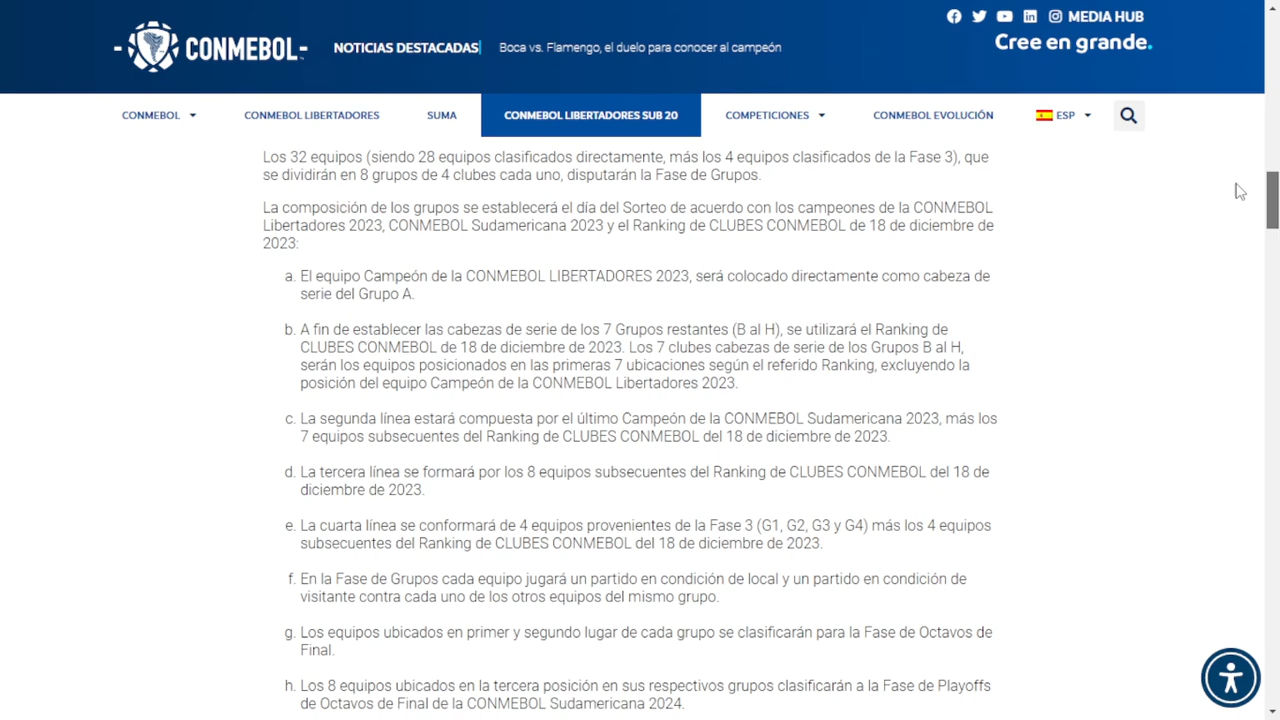 MEDIA HUB
CONMEBOL
NOTICIAS DESTACADAS Boca vs. Flamengo, el duelo para conocer al campeón
Cree en grande.
CONMEBOL CONMEBOL LIBERTADORES SUMA CONMEBOL LIBERTADORES SUB 20 COMPETICIONES CONMEBOL EVOLUCIÓN ESP
Los 32 equipos (siendo 28 equipos clasificados directamente, más los 4 equipos clasificados de la Fase 3), que
se dividirán en 8 grupos de 4 clubes cada uno, disputarán la Fase de Grupos.
La composición de los grupos se establecerá el día del Sorteo de acuerdo con los campeones de la CONMEBOL
Libertadores 2023, CONMEBOL Sudamericana 2023 y el Ranking de CLUBES CONMEBOL de 18 de diciembre de
2023:
a. El equipo Campeón de la CONMEBOL LIBERTADORES 2023, será colocado directamente como cabeza de
serie del Grupo A.
b. A fin de establecer las cabezas de serie de los 7 Grupos restantes (B al H), se utilizará el Ranking de
CLUBES CONMEBOL de 18 de diciembre de 2023. Los 7 clubes cabezas de serie de los Grupos B al H,
serán los equipos posicionados en las primeras 7 ubicaciones según el referido Ranking, excluyendo la
posición del equipo Campeón de la CONMEBOL Libertadores 2023.
c. La segunda línea estará compuesta por el último Campeón de la CONMEBOL Sudamericana 2023, más los
7 equipos subsecuentes del Ranking de CLUBES CONMEBOL del 18 de diciembre de 2023.
d. La tercera línea se formará por los 8 equipos subsecuentes del Ranking de CLUBES CONMEBOL del 18 de
diciembre de 2023.
e. La cuarta línea se conformará de 4 equipos provenientes de la Fase 3 (G1, G2, G3 y G4) más los 4 equipos
subsecuentes del Ranking de CLUBES CONMEBOL del 18 de diciembre de 2023.
f. En la Fase de Grupos cada equipo jugará un partido en condición de local y un partido en condición de
visitante contra cada uno de los otros equipos del mismo grupo.
g. Los equipos ubicados en primer y segundo lugar de cada grupo se clasificarán para la Fase de Octavos de
Final.
h. Los 8 equipos ubicados en la tercera posición en sus respectivos grupos clasificarán a la Fase de Playoffs
de Octavos de Final de la CONMEBOL Sudamericana 2024.